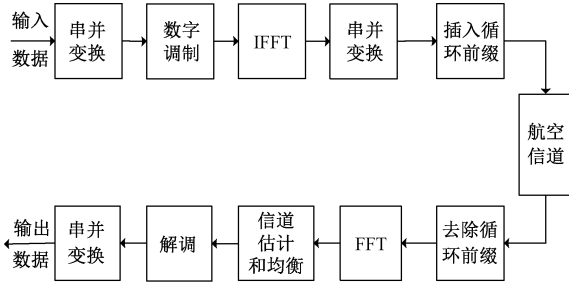 输入
数据
串并
变换
数字
调制
IFFT
串并
变换
插入循
环前缀
航空
信道
去除循
环前缀
FFT
信道
估计
和均衡
解调
串并
变换
输出
数据